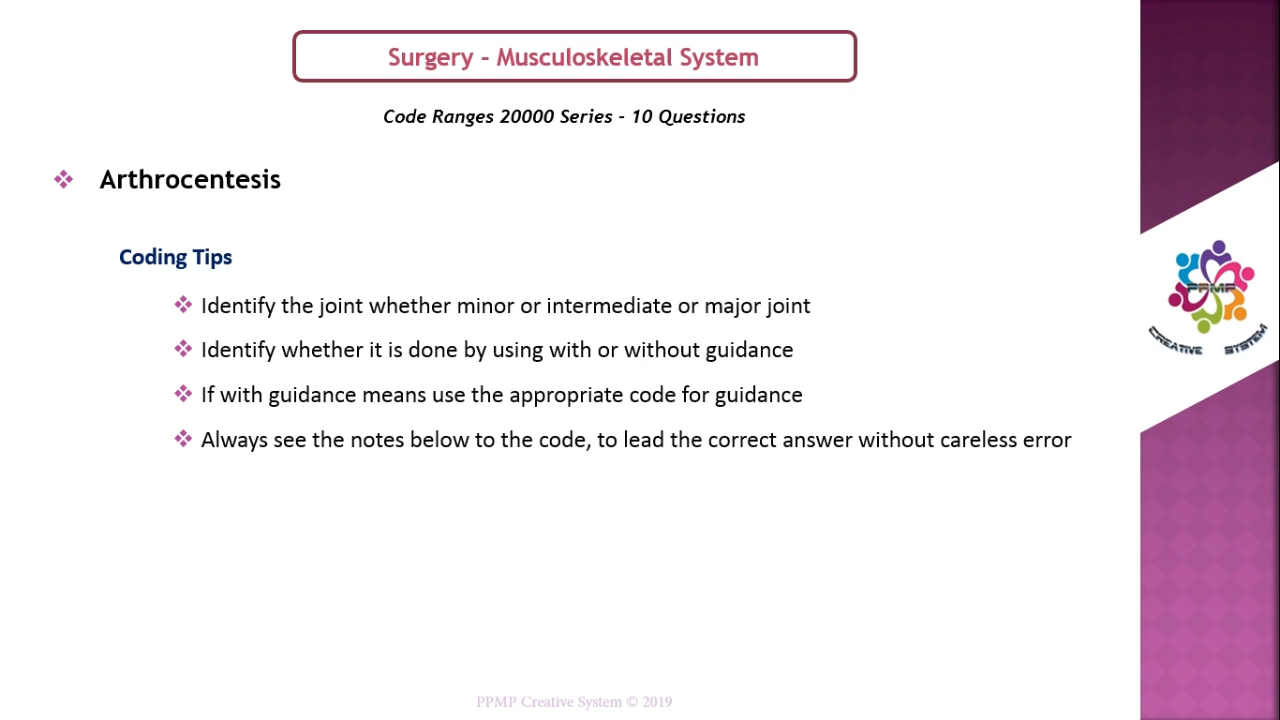 Surgery - Musculoskeletal System
Code Ranges 20000 Series - 10 Questions
Arthrocentesis
Coding Tips
Identify the joint whether minor or intermediate or major joint
Identify whether it is done by using with or without guidance
If with guidance means use the appropriate code for guidance
Always see the notes below to the code, to lead the correct answer without careless error
PPMP
CREATIVE SYSTEM
PPMP Creative System © 2019